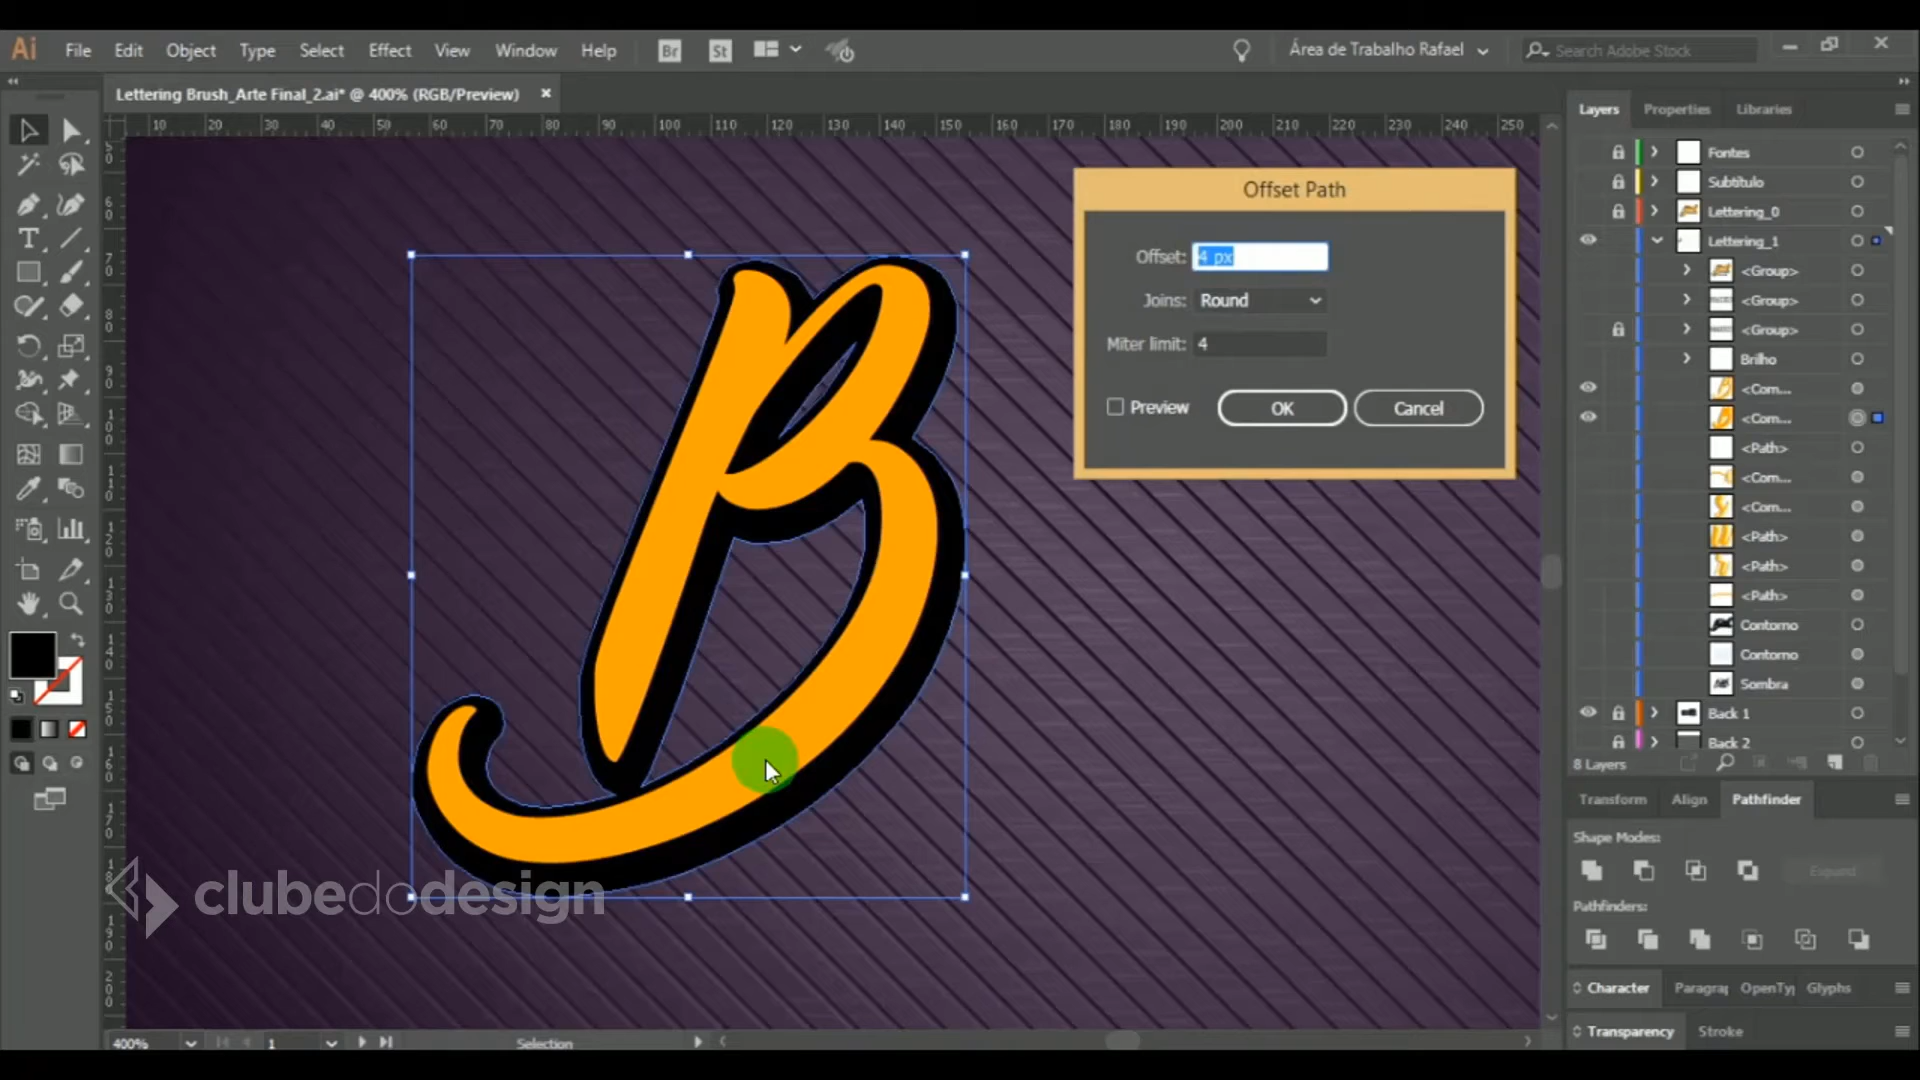 Ai File Edit Object Type Select Effect View Window Help Br St Área de Trabalho Rafael Search Adobe Stock
Lettering Brush_Arte Final_2.ai* @ 400% (RGB/Preview) ×
10 20 30 40 50 60 70 80 90 100 110 120 130 140 150 160 170 180 190 200 210 220 230 240 250
Layers Properties Libraries
Fontes
Subtítulo
Lettering_0
Lettering_1
<Group>
<Group>
<Group>
Brilho
<Com...
<Com...
<Path>
<Com...
<Com...
<Path>
<Path>
<Path>
Contorno
Contorno
Sombra
Back 1
Back 2
8 Layers
Offset Path
Offset: 4 px
Joins: Round
Miter limit: 4
Preview OK Cancel
B
clubedodesign
Transform Align Pathfinder
Shape Modes:
Expand
Pathfinders:
Character Paragrap OpenTyp Glyphs
Transparency Stroke
400% 1 Selection